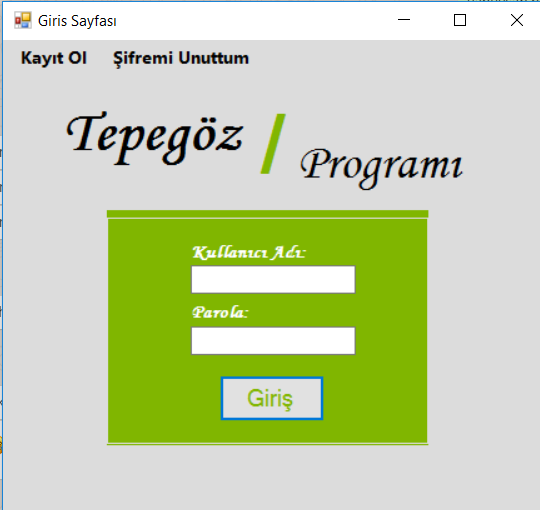 Giris Sayfası
Kayıt Ol Şifremi Unuttum
Tepegöz / Programı
Kullanıcı Adı:
Parola:
Giriş